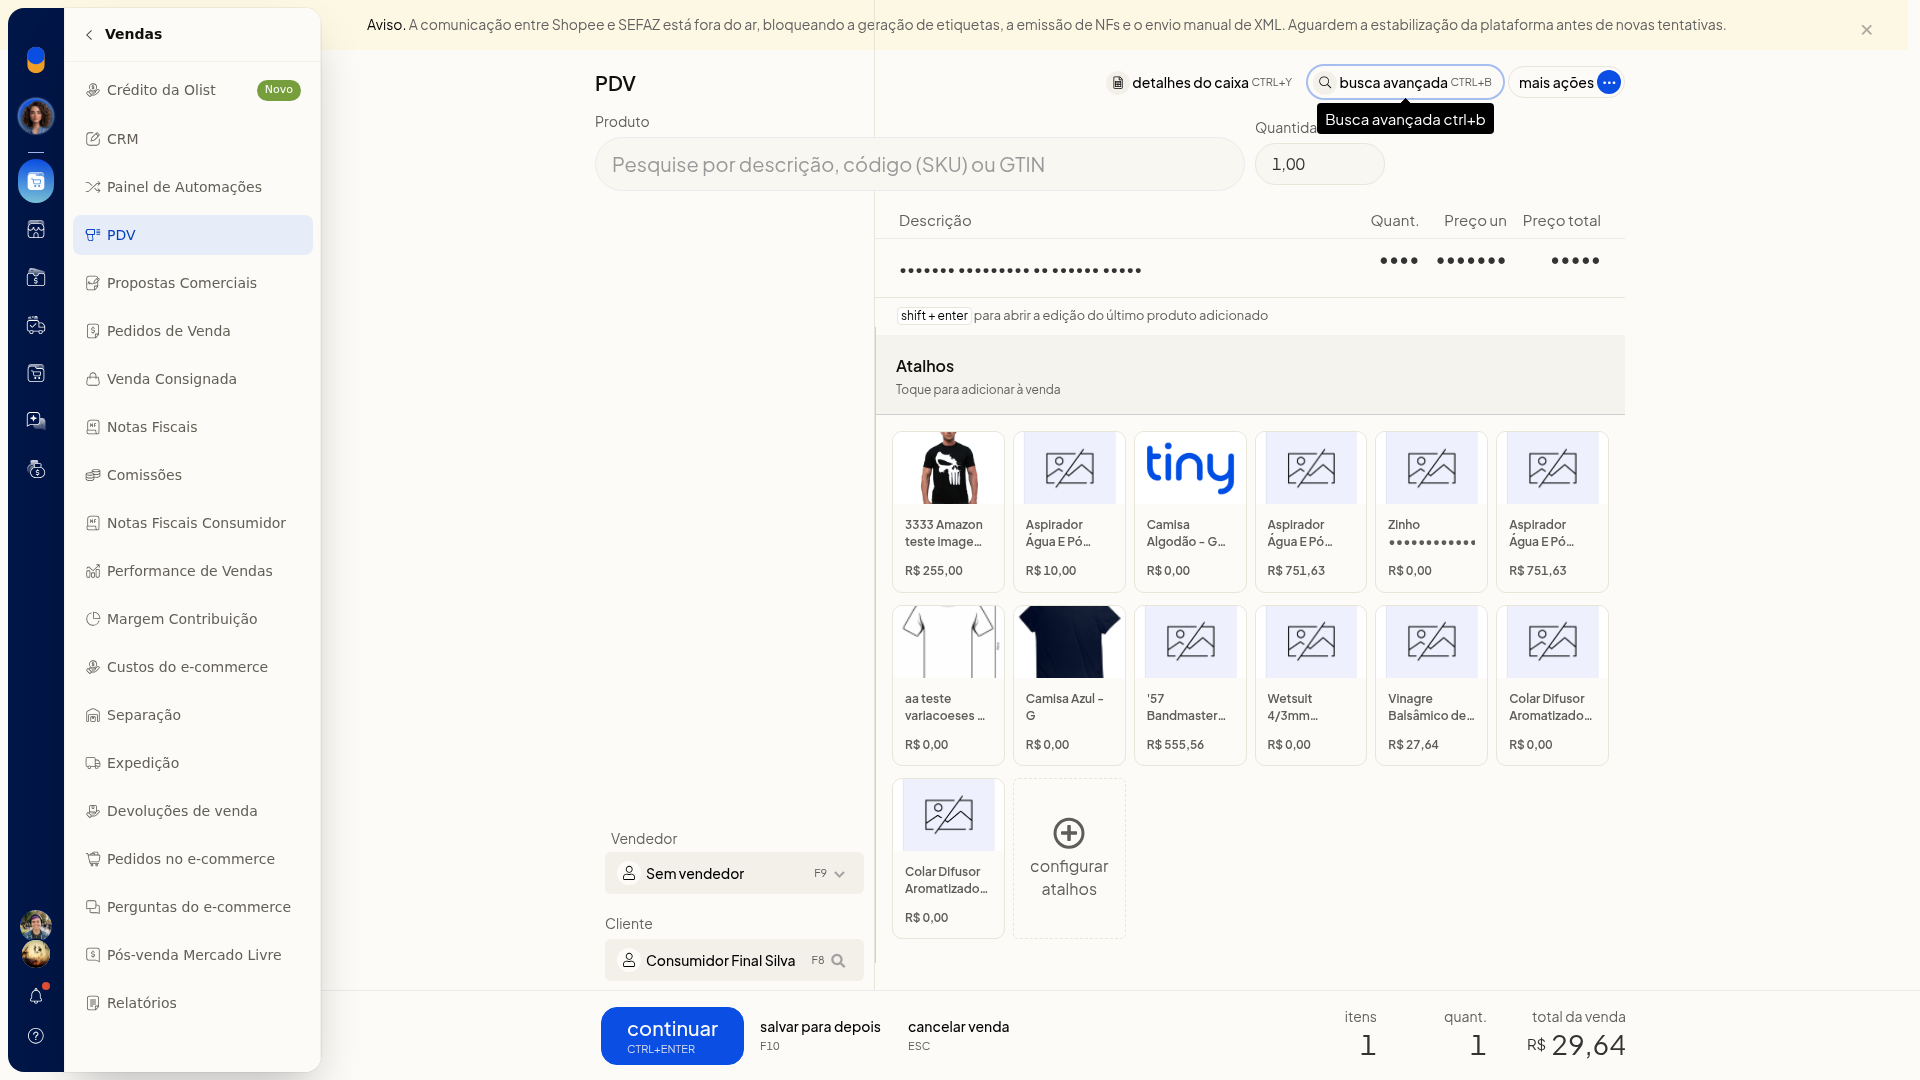 Aviso. A comunicação entre Shopee e SEFAZ está fora do ar, bloqueando a geração de etiquetas, a emissão de NFs e o envio manual de XML. Aguardem a estabilização da plataforma antes de novas tentativas.
Vendas
Crédito da Olist Novo
CRM
Painel de Automações
PDV
Propostas Comerciais
Pedidos de Venda
Venda Consignada
Notas Fiscais
Comissões
Notas Fiscais Consumidor
Performance de Vendas
Margem Contribuição
Custos do e-commerce
Separação
Expedição
Devoluções de venda
Pedidos no e-commerce
Perguntas do e-commerce
Pós-venda Mercado Livre
Relatórios
PDV
detalhes do caixa CTRL+Y
busca avançada CTRL+B
mais ações
Busca avançada ctrl+b
Produto
Pesquise por descrição, código (SKU) ou GTIN
Quantida
1,00
Descrição Quant. Preço un Preço total
shift + enter para abrir a edição do último produto adicionado
Atalhos
Toque para adicionar à venda
3333 Amazon
teste image...
R$ 255,00
Aspirador
Água E Pó...
R$ 10,00
tiny
Camisa
Algodão - G...
R$ 0,00
Aspirador
Água E Pó...
R$ 751,63
Zinho
R$ 0,00
Aspirador
Água E Pó...
R$ 751,63
aa teste
variacoeses ...
R$ 0,00
Camisa Azul -
G
R$ 0,00
'57
Bandmaster...
R$ 555,56
Wetsuit
4/3mm...
R$ 0,00
Vinagre
Balsâmico de...
R$ 27,64
Colar Difusor
Aromatizado...
R$ 0,00
Colar Difusor
Aromatizado...
R$ 0,00
configurar
atalhos
Vendedor
Sem vendedor F9
Cliente
Consumidor Final Silva F8
continuar
CTRL+ENTER
salvar para depois
F10
cancelar venda
ESC
itens
1
quant.
1
total da venda
R$ 29,64